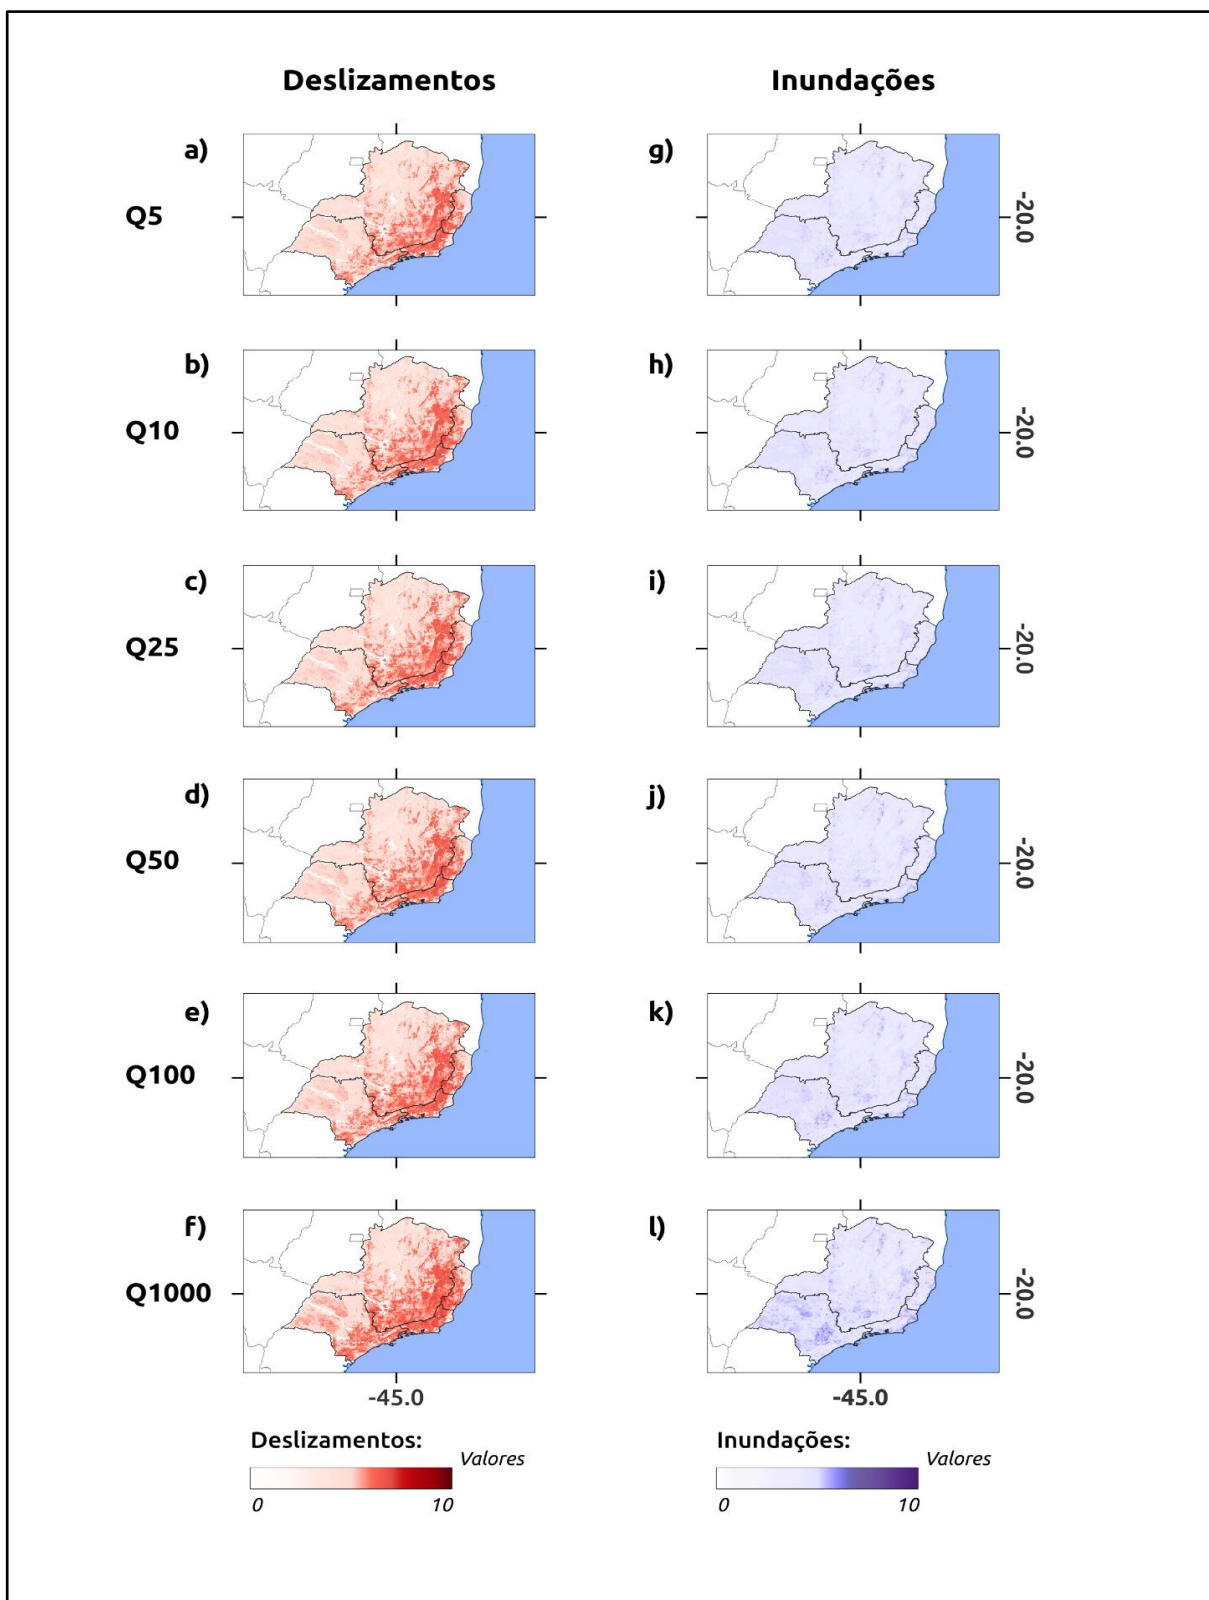 Deslizamentos Inundações
a) g)
Q5 -20.0
b) h)
Q10 -20.0
c) i)
Q25 -20.0
d) j)
Q50 -20.0
e) k)
Q100 -20.0
f) l)
Q1000 -20.0
-45.0 -45.0
Deslizamentos: Inundações:
Valores Valores
0 10 0 10